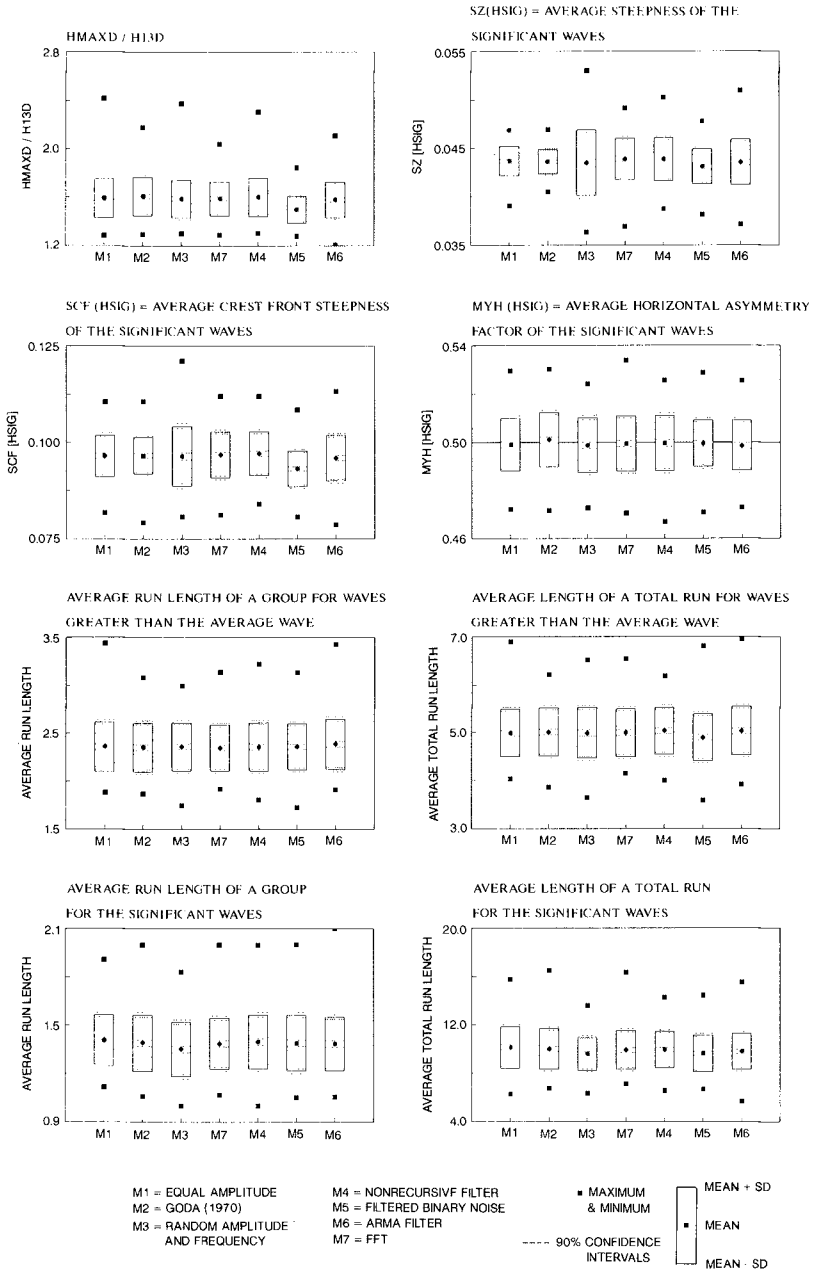 HMAXD / H13D
2.8
2.0
1.2
HMAXD / H13D
M1 M2 M3 M7 M4 M5 M6
SZ(HSIG) = AVERAGE STEEPNESS OF THE
SIGNIFICANT WAVES
0.055
0.045
0.035
SZ [HSIG]
M1 M2 M3 M7 M4 M5 M6
SCF (HSIG) = AVERAGE CREST FRONT STEEPNESS
OF THE SIGNIFICANT WAVES
0.125
0.100
0.075
SCF [HSIG]
M1 M2 M3 M7 M4 M5 M6
MYH (HSIG) = AVERAGE HORIZONTAL ASYMMETRY
FACTOR OF THE SIGNIFICANT WAVES
0.54
0.50
0.46
MYH [HSIG]
M1 M2 M3 M7 M4 M5 M6
AVERAGE RUN LENGTH OF A GROUP FOR WAVES
GREATER THAN THE AVERAGE WAVE
3.5
2.5
1.5
AVERAGE RUN LENGTH
M1 M2 M3 M7 M4 M5 M6
AVERAGE LENGTH OF A TOTAL RUN FOR WAVES
GREATER THAN THE AVERAGE WAVE
7.0
5.0
3.0
AVERAGE TOTAL RUN LENGTH
M1 M2 M3 M7 M4 M5 M6
AVERAGE RUN LENGTH OF A GROUP
FOR THE SIGNIFICANT WAVES
2.1
1.5
0.9
AVERAGE RUN LENGTH
M1 M2 M3 M7 M4 M5 M6
AVERAGE LENGTH OF A TOTAL RUN
FOR THE SIGNIFICANT WAVES
20.0
12.0
4.0
AVERAGE TOTAL RUN LENGTH
M1 M2 M3 M7 M4 M5 M6
M1 = EQUAL AMPLITUDE
M2 = GODA (1970)
M3 = RANDOM AMPLITUDE
AND FREQUENCY
M4 = NONRECURSIVE FILTER
M5 = FILTERED BINARY NOISE
M6 = ARMA FILTER
M7 = FFT
MAXIMUM
& MINIMUM
90% CONFIDENCE
INTERVALS
MEAN + SD
MEAN
MEAN - SD